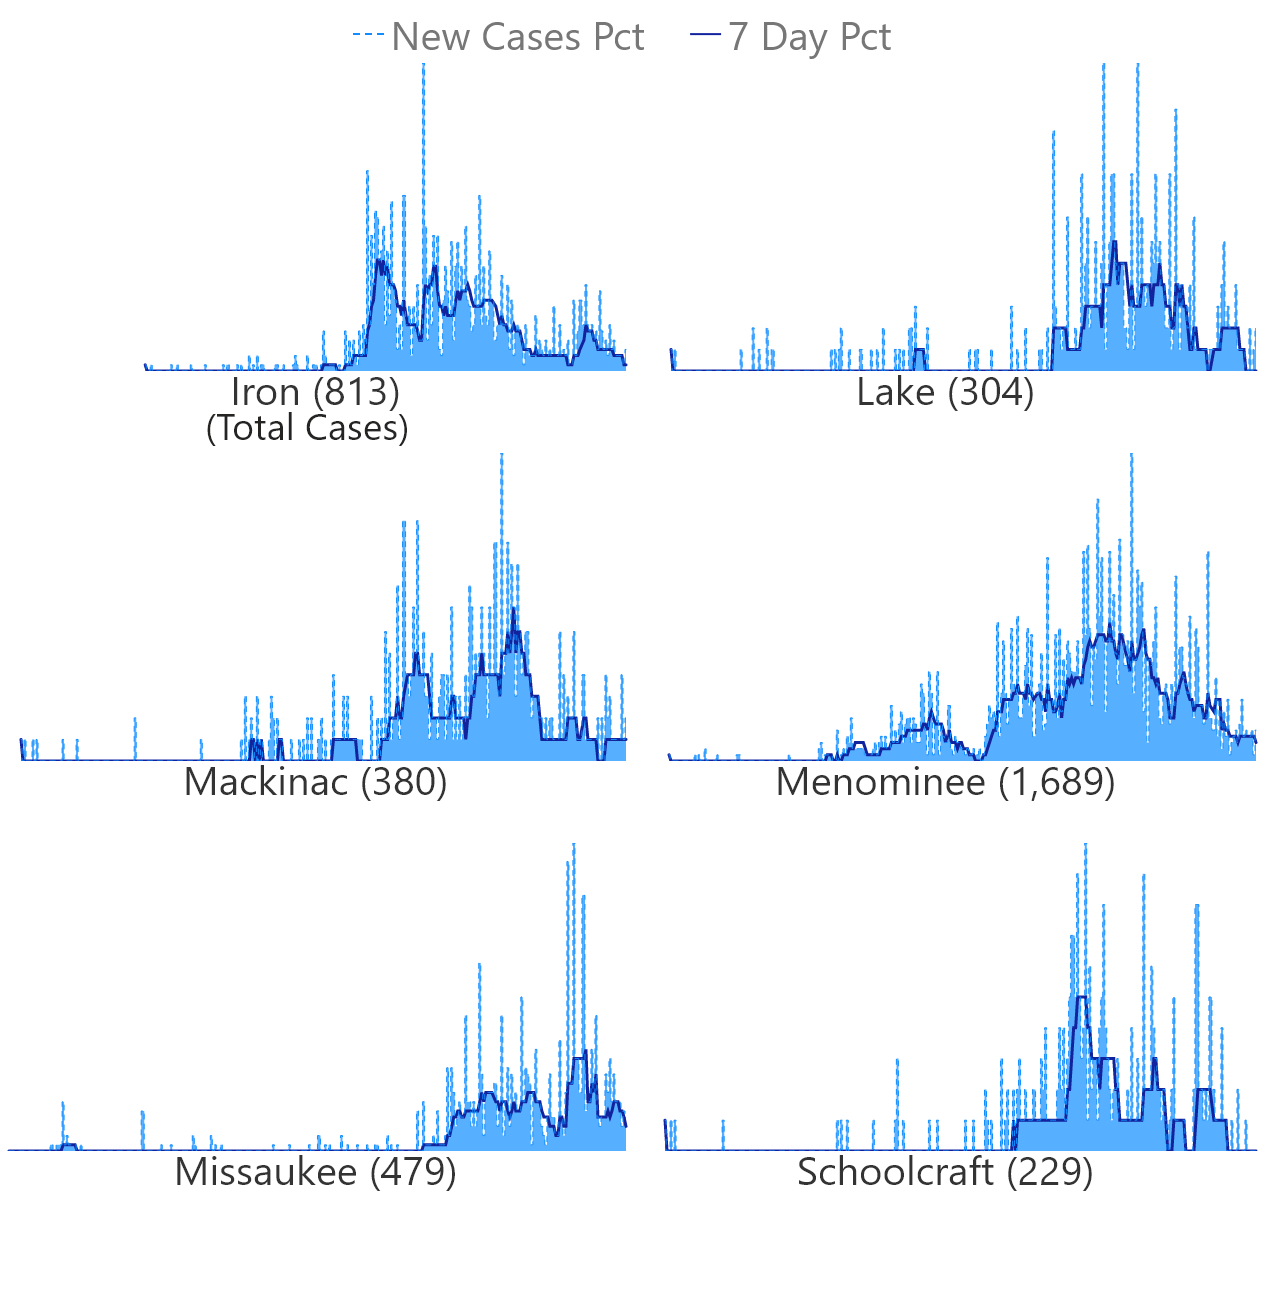 New Cases Pct 7 Day Pct
Iron (813) Lake (304)
(Total Cases)
Mackinac (380) Menominee (1,689)
Missaukee (479) Schoolcraft (229)